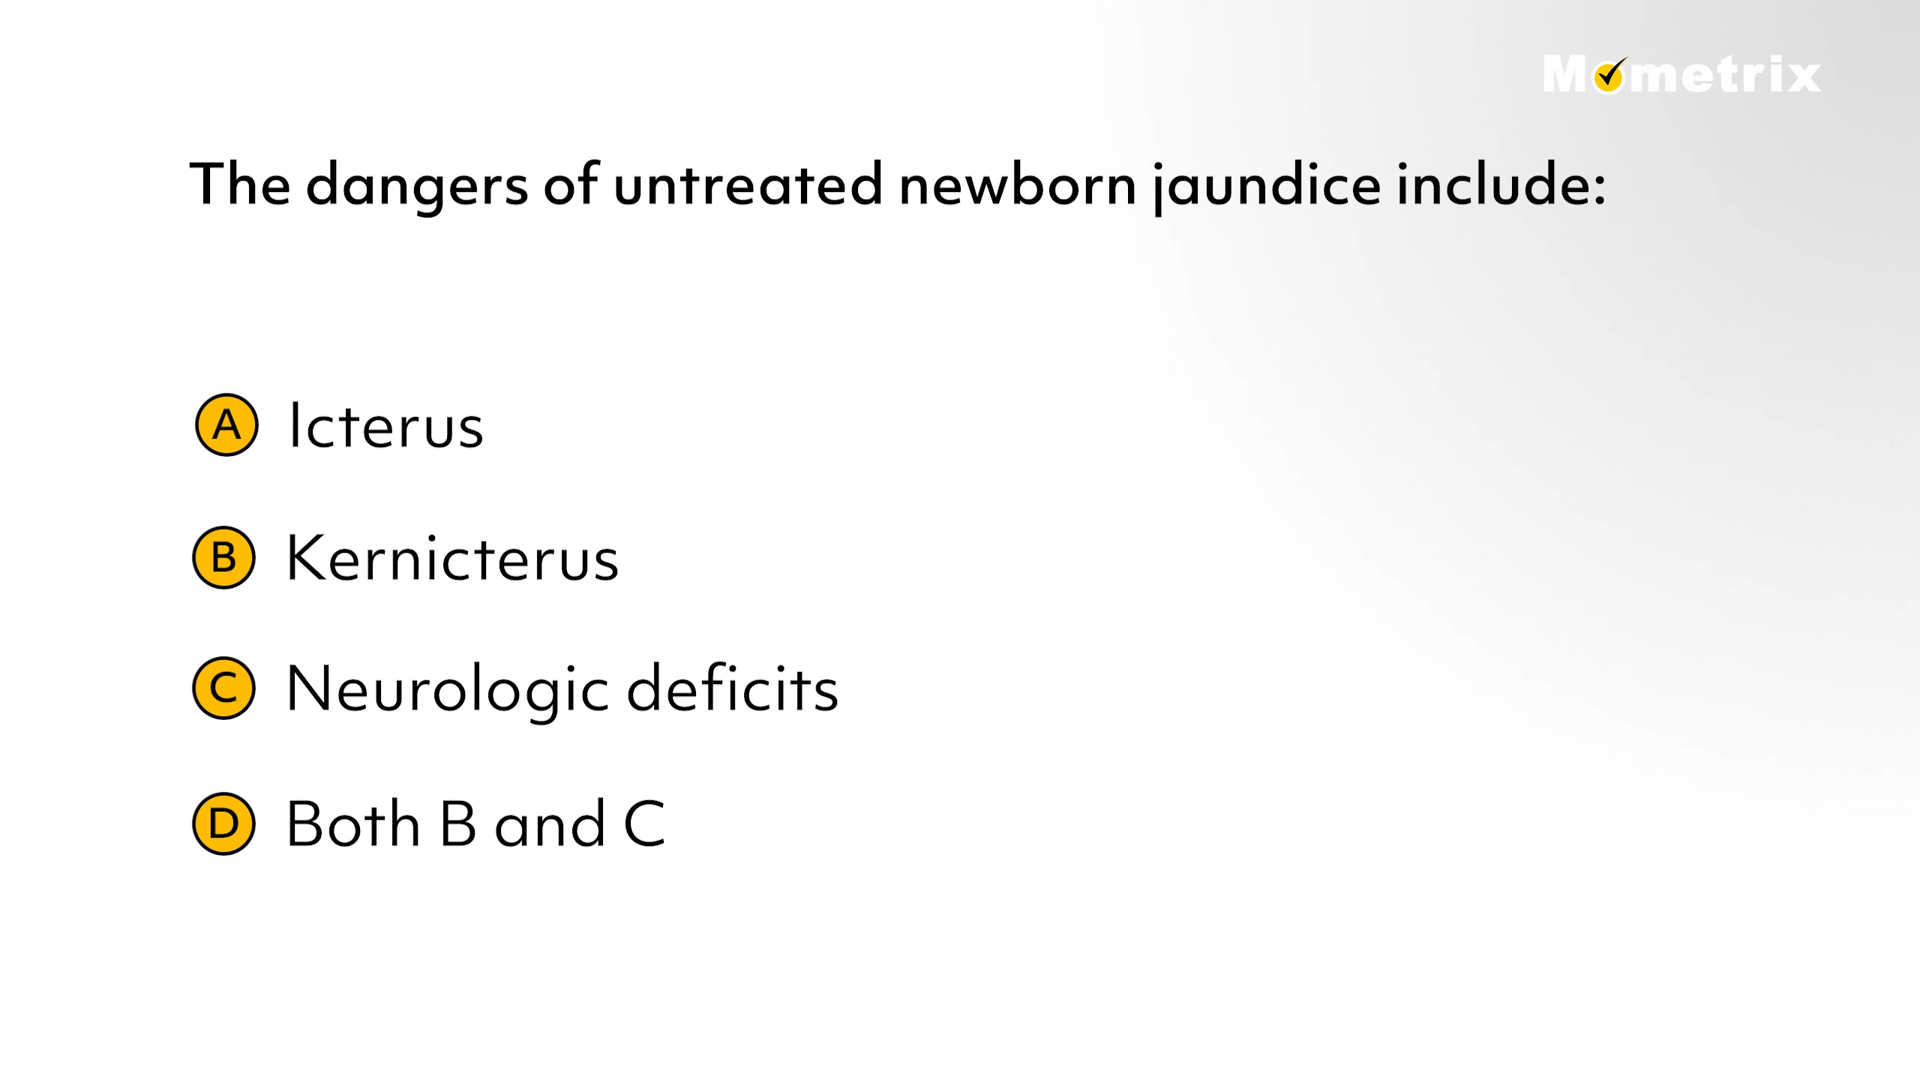 Mometrix
The dangers of untreated newborn jaundice include:
A Icterus
B Kernicterus
C Neurologic deficits
D Both B and C